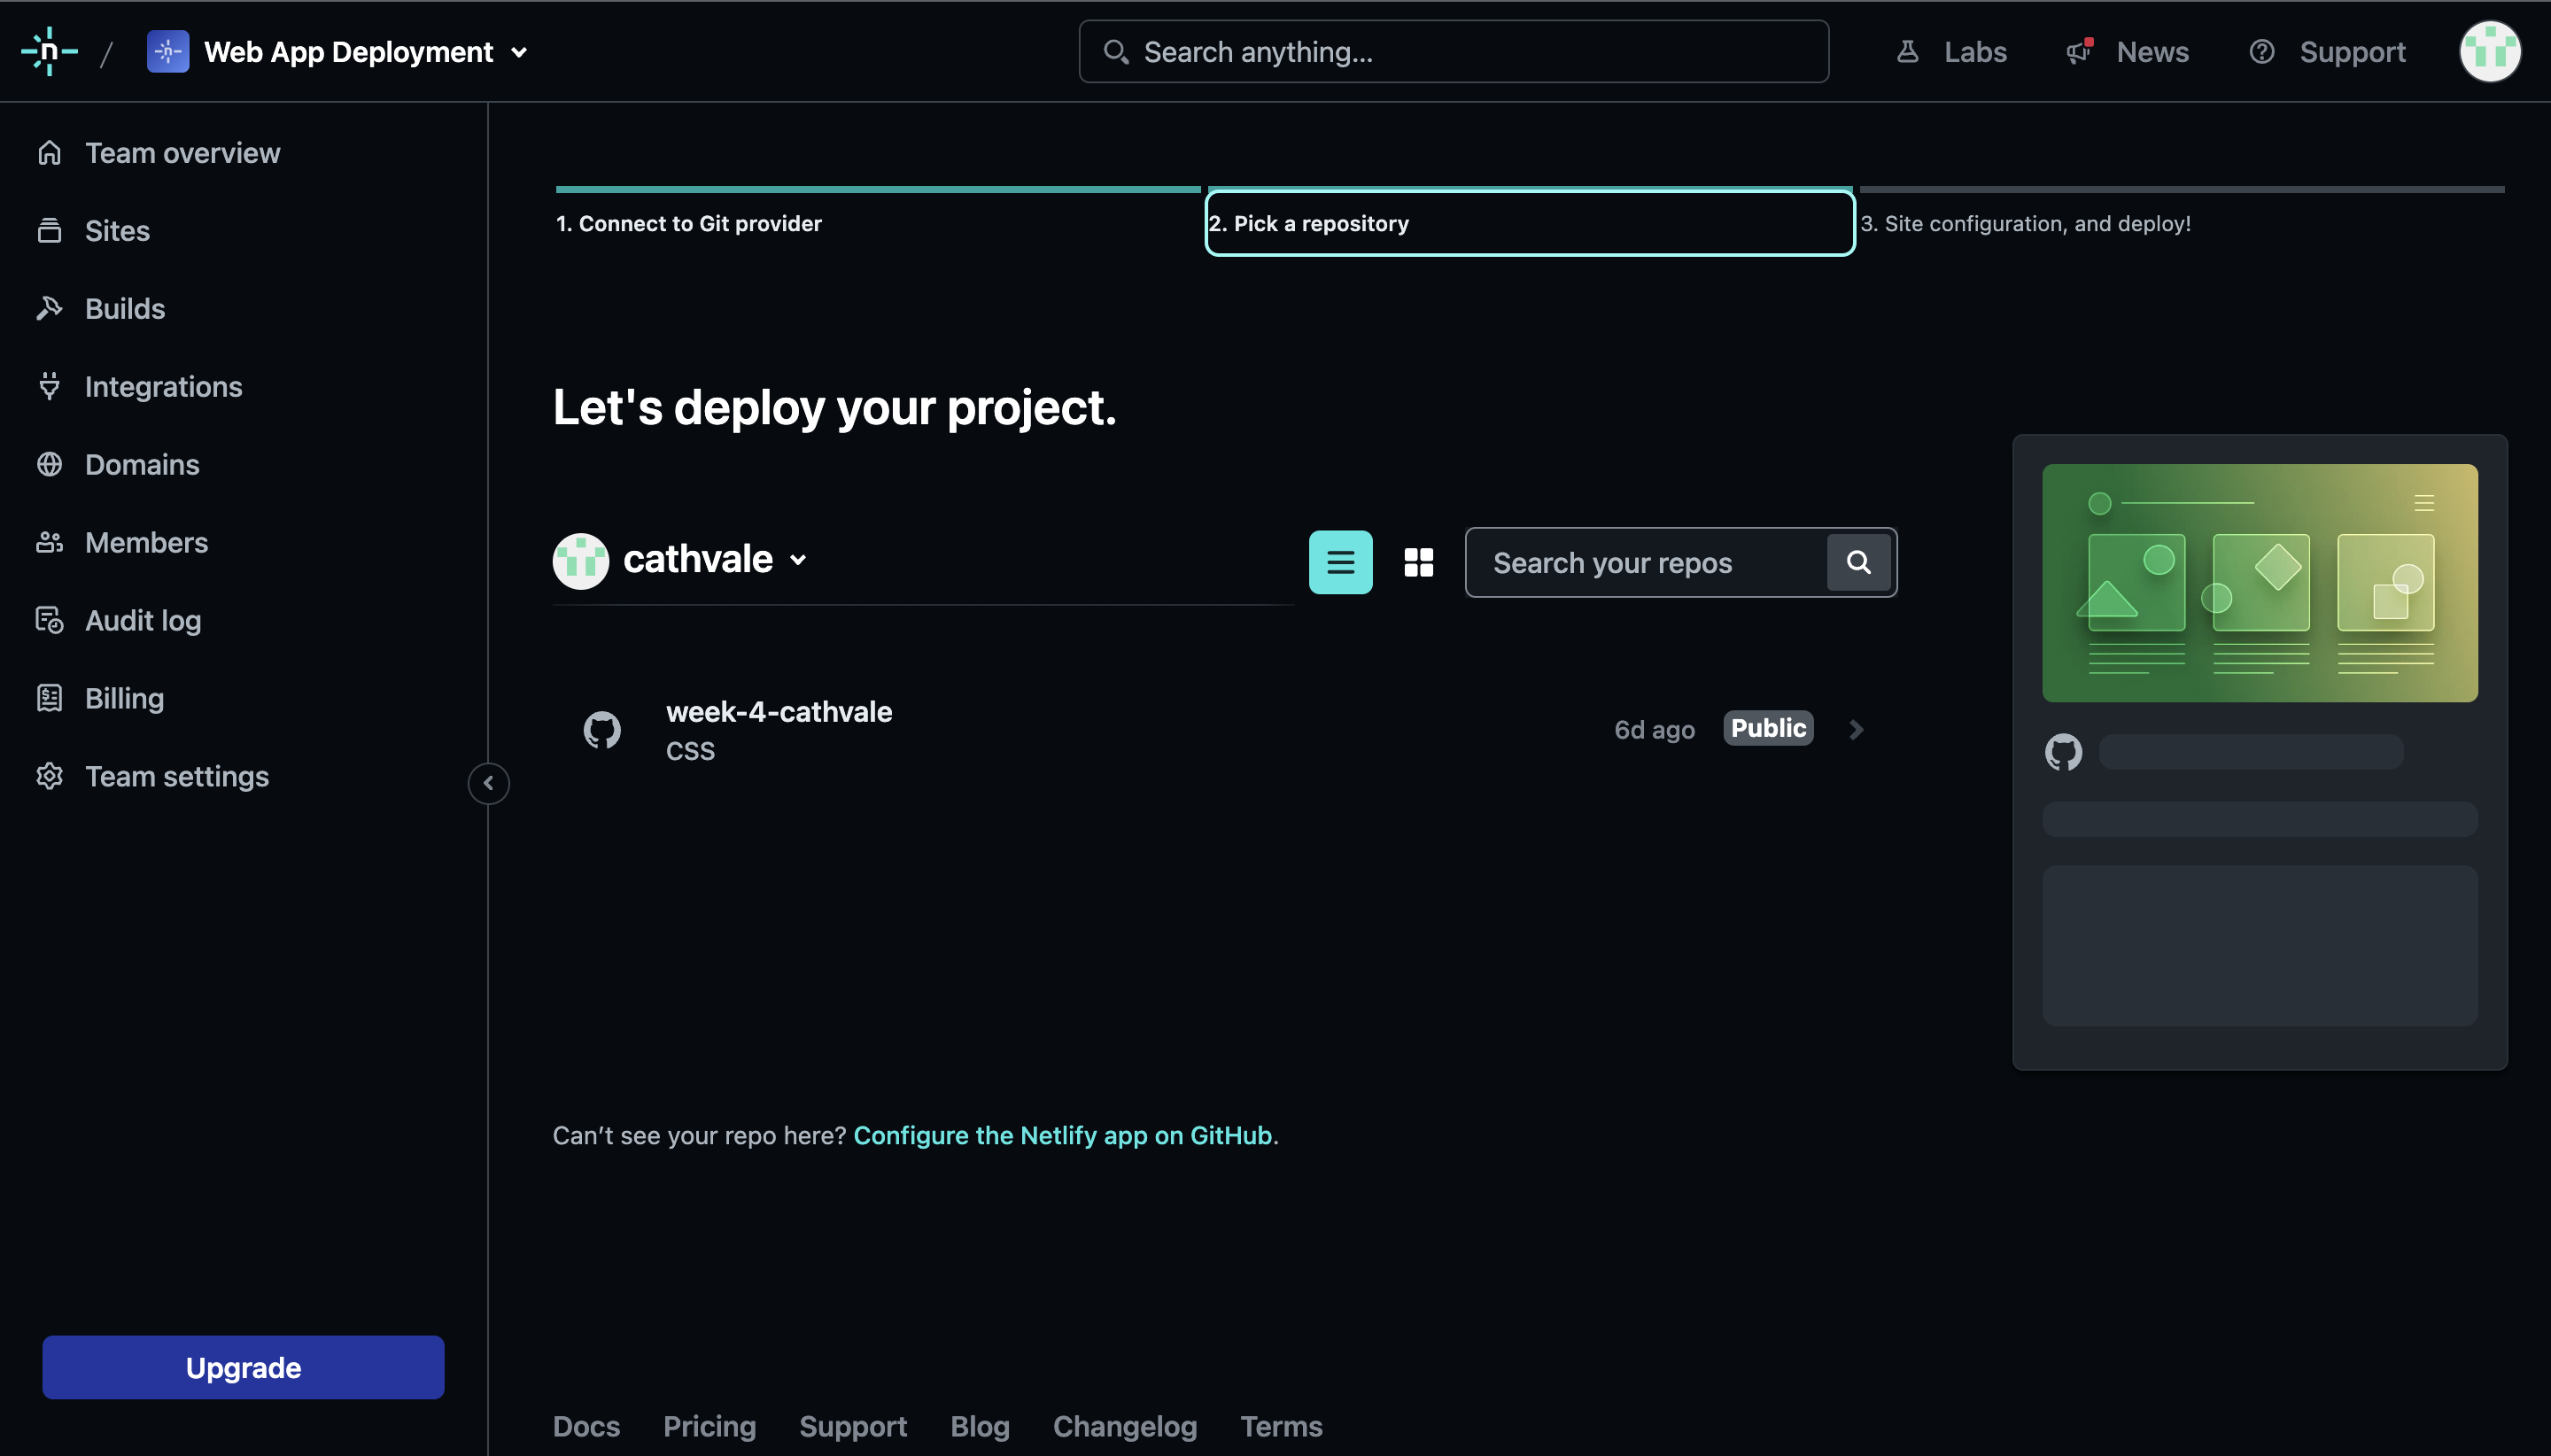 n / Web App Deployment
Search anything...
Labs
News
Support
Team overview
Sites
Builds
Integrations
Domains
Members
Audit log
Billing
Team settings
Upgrade
1. Connect to Git provider
2. Pick a repository
3. Site configuration, and deploy!
Let's deploy your project.
cathvale
Search your repos
week-4-cathvale
CSS
6d ago
Public
Can’t see your repo here? Configure the Netlify app on GitHub.
Docs Pricing Support Blog Changelog Terms